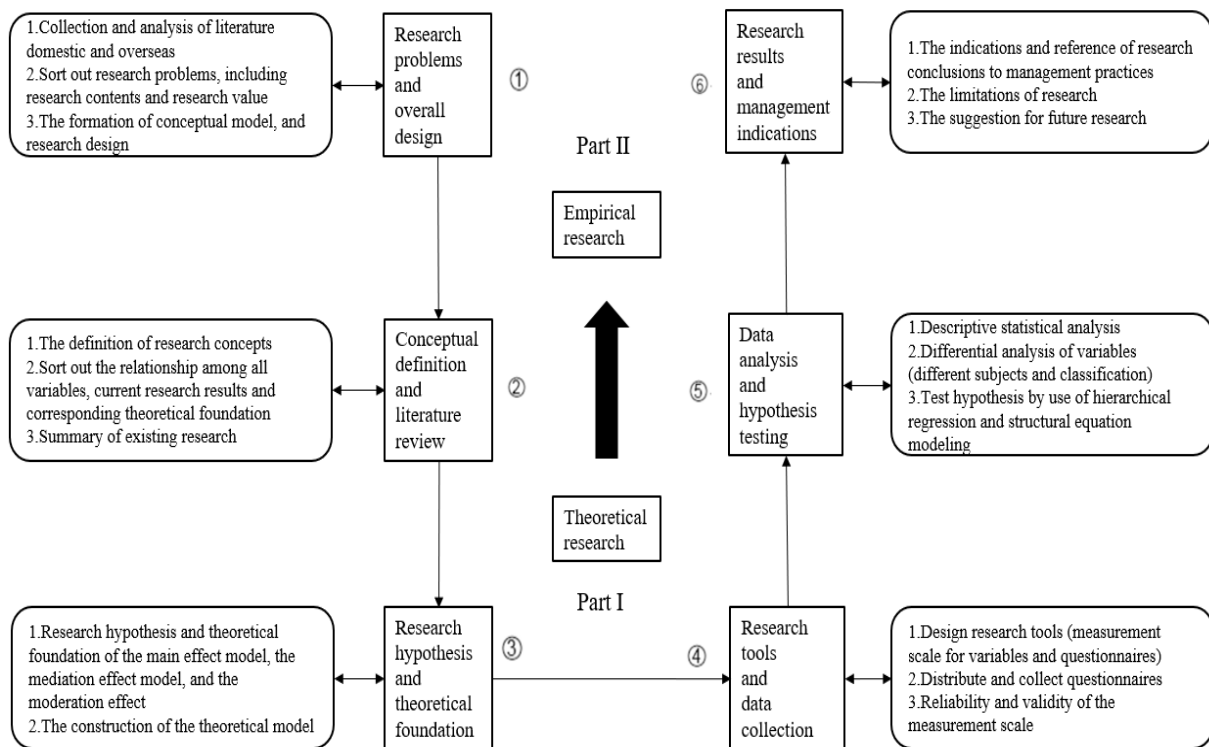 1.Collection and analysis of literature
domestic and overseas
2.Sort out research problems, including
research contents and research value
3.The formation of conceptual model, and
research design
Research
problems
and
overall
design
①
1.The definition of research concepts
2.Sort out the relationship among all
variables, current research results and
corresponding theoretical foundation
3.Summary of existing research
Conceptual
definition
and
literature
review
②
1.Research hypothesis and theoretical
foundation of the main effect model, the
mediation effect model, and the
moderation effect
2.The construction of the theoretical model
Research
hypothesis
and
theoretical
foundation
③
Part II
Empirical
research
Theoretical
research
Part I
④
Research
tools
and
data
collection
1.Design research tools (measurement
scale for variables and questionnaires)
2.Distribute and collect questionnaires
3.Reliability and validity of the
measurement scale
⑤
Data
analysis
and
hypothesis
testing
1.Descriptive statistical analysis
2.Differential analysis of variables
(different subjects and classification)
3.Test hypothesis by use of hierarchical
regression and structural equation
modeling
⑥
Research
results
and
management
indications
1.The indications and reference of research
conclusions to management practices
2.The limitations of research
3.The suggestion for future research